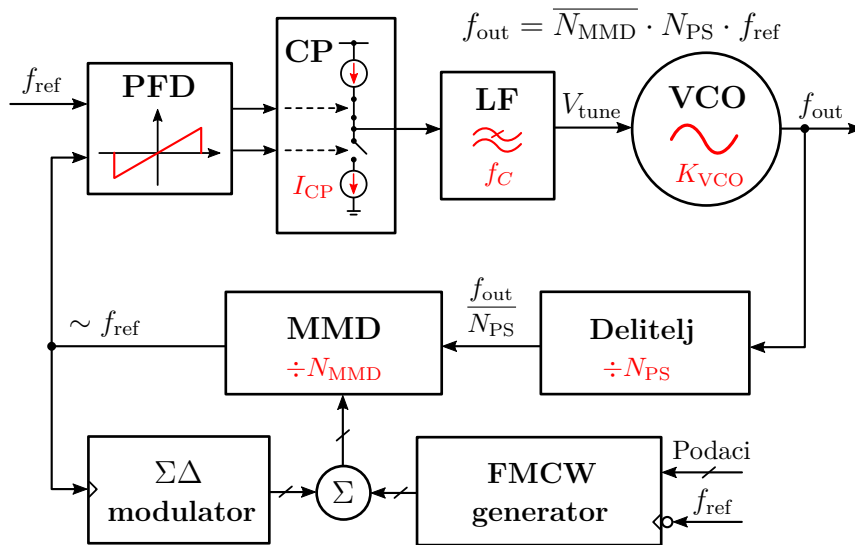 f_out = \overline{N_MMD} · N_PS · f_ref
f_ref
PFD
CP
I_CP
LF
f_C
V_tune
VCO
K_VCO
f_out
∼ f_ref
MMD
÷N_MMD
f_out
N_PS
Delitelj
÷N_PS
ΣΔ
modulator
Σ
FMCW
generator
Podaci
f_ref